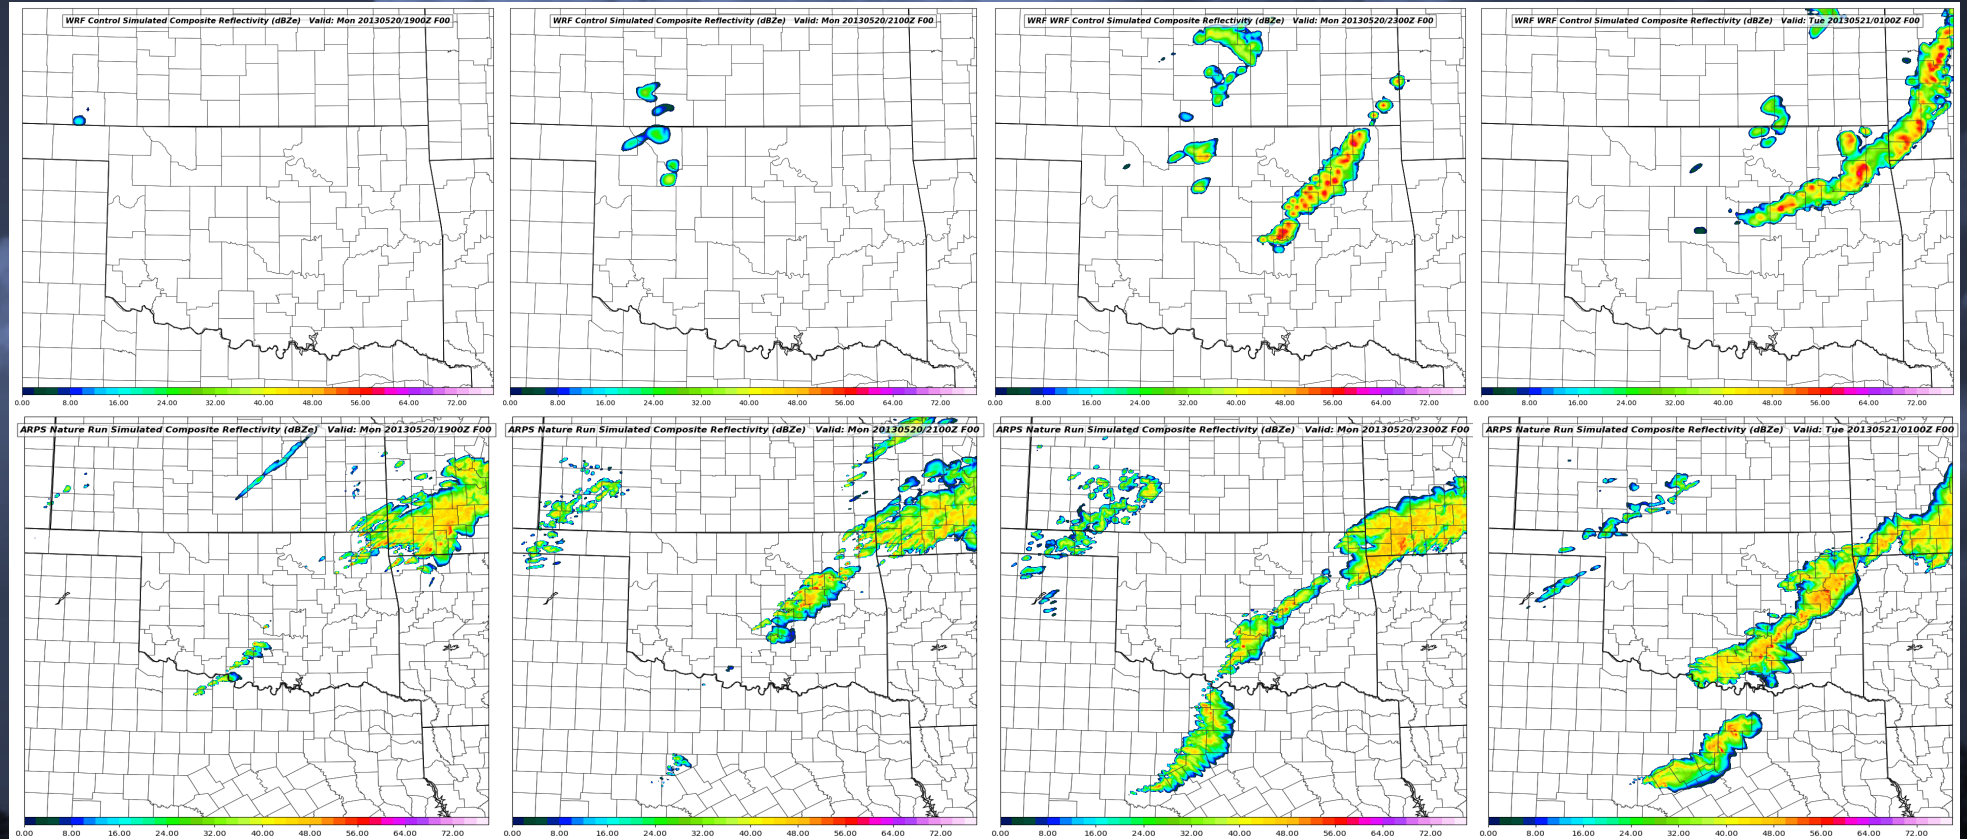 WRF Control Simulated Composite Reflectivity (dBZe) Valid: Mon 20130520/1900Z F00
WRF Control Simulated Composite Reflectivity (dBZe) Valid: Mon 20130520/2100Z F00
WRF WRF Control Simulated Composite Reflectivity (dBZe) Valid: Mon 20130520/2300Z F00
WRF WRF Control Simulated Composite Reflectivity (dBZe) Valid: Tue 20130521/0100Z F00
0.00 8.00 16.00 24.00 32.00 40.00 48.00 56.00 64.00 72.00
0.00 8.00 16.00 24.00 32.00 40.00 48.00 56.00 64.00 72.00
0.00 8.00 16.00 24.00 32.00 40.00 48.00 56.00 64.00 72.00
0.00 8.00 16.00 24.00 32.00 40.00 48.00 56.00 64.00 72.00
ARPS Nature Run Simulated Composite Reflectivity (dBZe) Valid: Mon 20130520/1900Z F00
ARPS Nature Run Simulated Composite Reflectivity (dBZe) Valid: Mon 20130520/2100Z F00
ARPS Nature Run Simulated Composite Reflectivity (dBZe) Valid: Mon 20130520/2300Z F00
ARPS Nature Run Simulated Composite Reflectivity (dBZe) Valid: Tue 20130521/0100Z F00
0.00 8.00 16.00 24.00 32.00 40.00 48.00 56.00 64.00 72.00
0.00 8.00 16.00 24.00 32.00 40.00 48.00 56.00 64.00 72.00
0.00 8.00 16.00 24.00 32.00 40.00 48.00 56.00 64.00 72.00
0.00 8.00 16.00 24.00 32.00 40.00 48.00 56.00 64.00 72.00